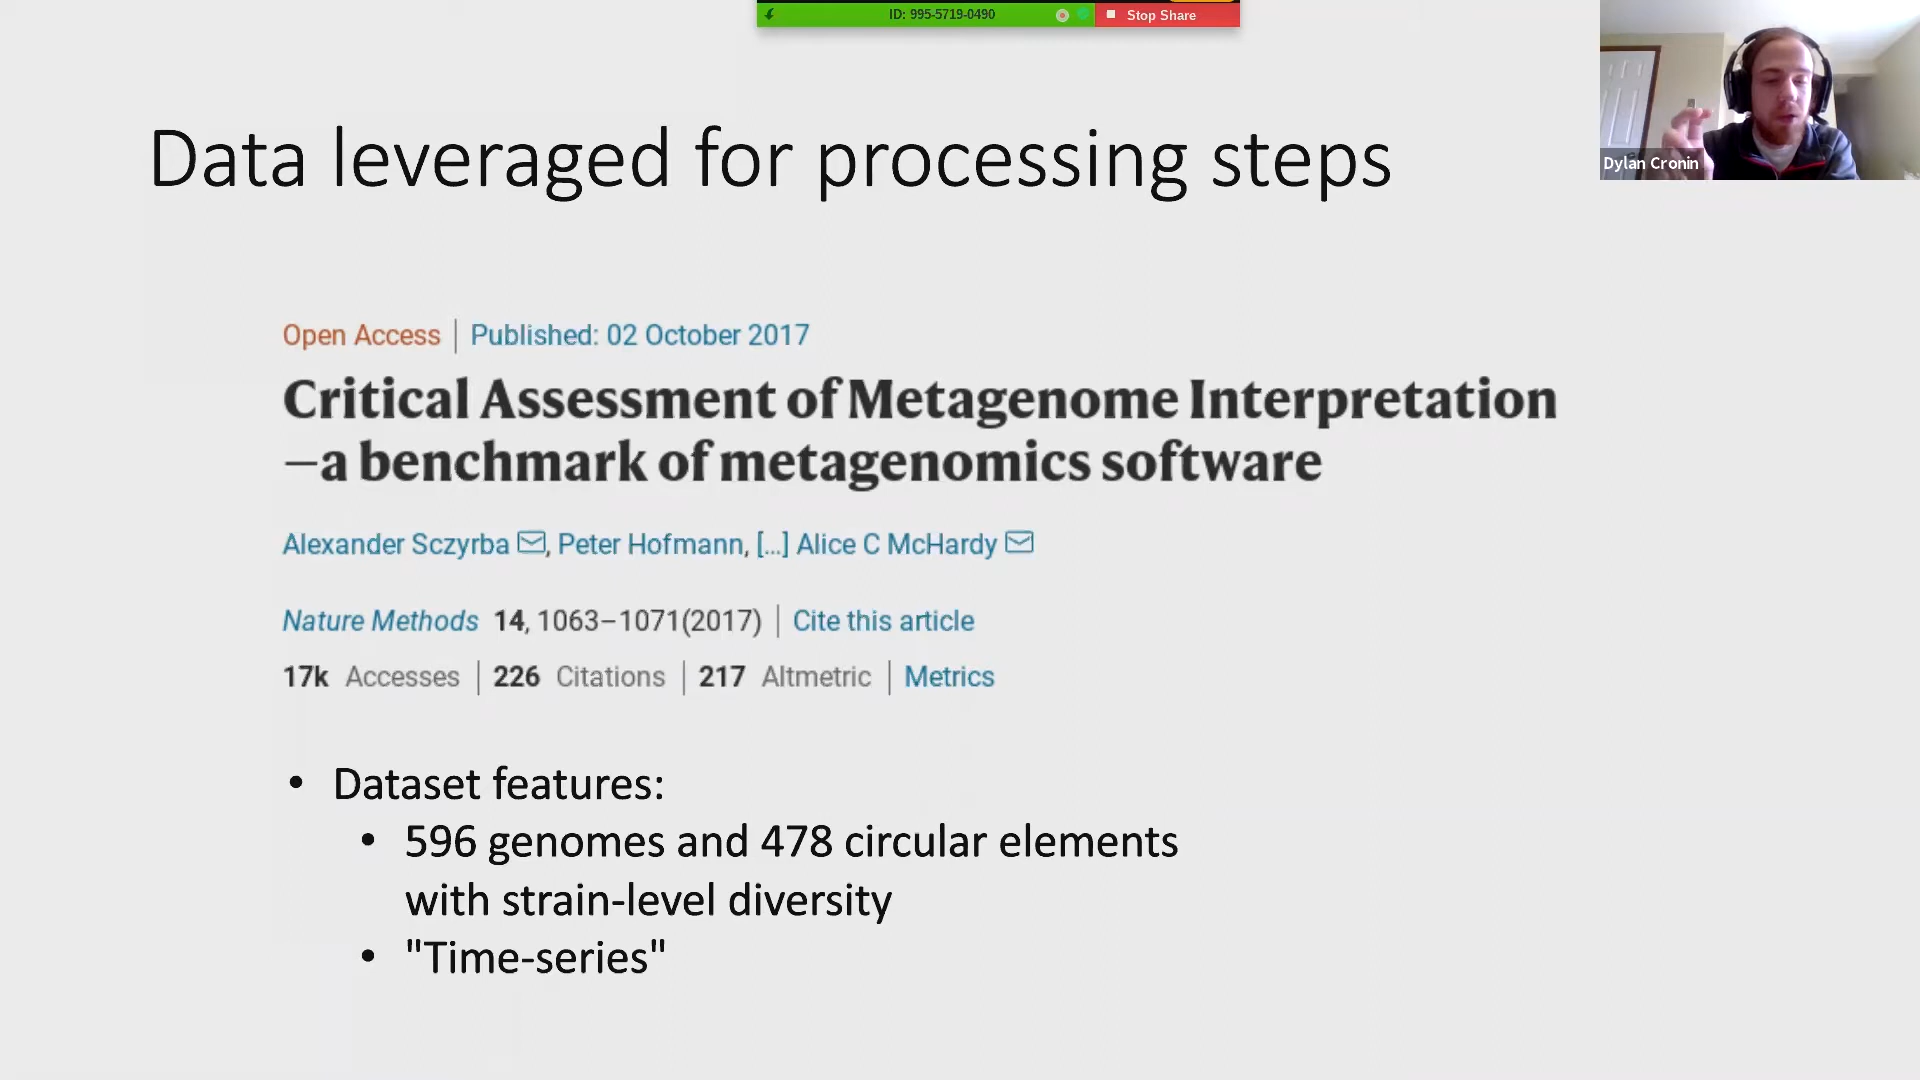 ID: 995-5719-0490
Stop Share
Dylan Cronin
Data leveraged for processing steps
Open Access | Published: 02 October 2017
Critical Assessment of Metagenome Interpretation
—a benchmark of metagenomics software
Alexander Sczyrba, Peter Hofmann, [...] Alice C McHardy
Nature Methods 14, 1063–1071(2017) | Cite this article
17k Accesses | 226 Citations | 217 Altmetric | Metrics
• Dataset features:
• 596 genomes and 478 circular elements
with strain-level diversity
• "Time-series"